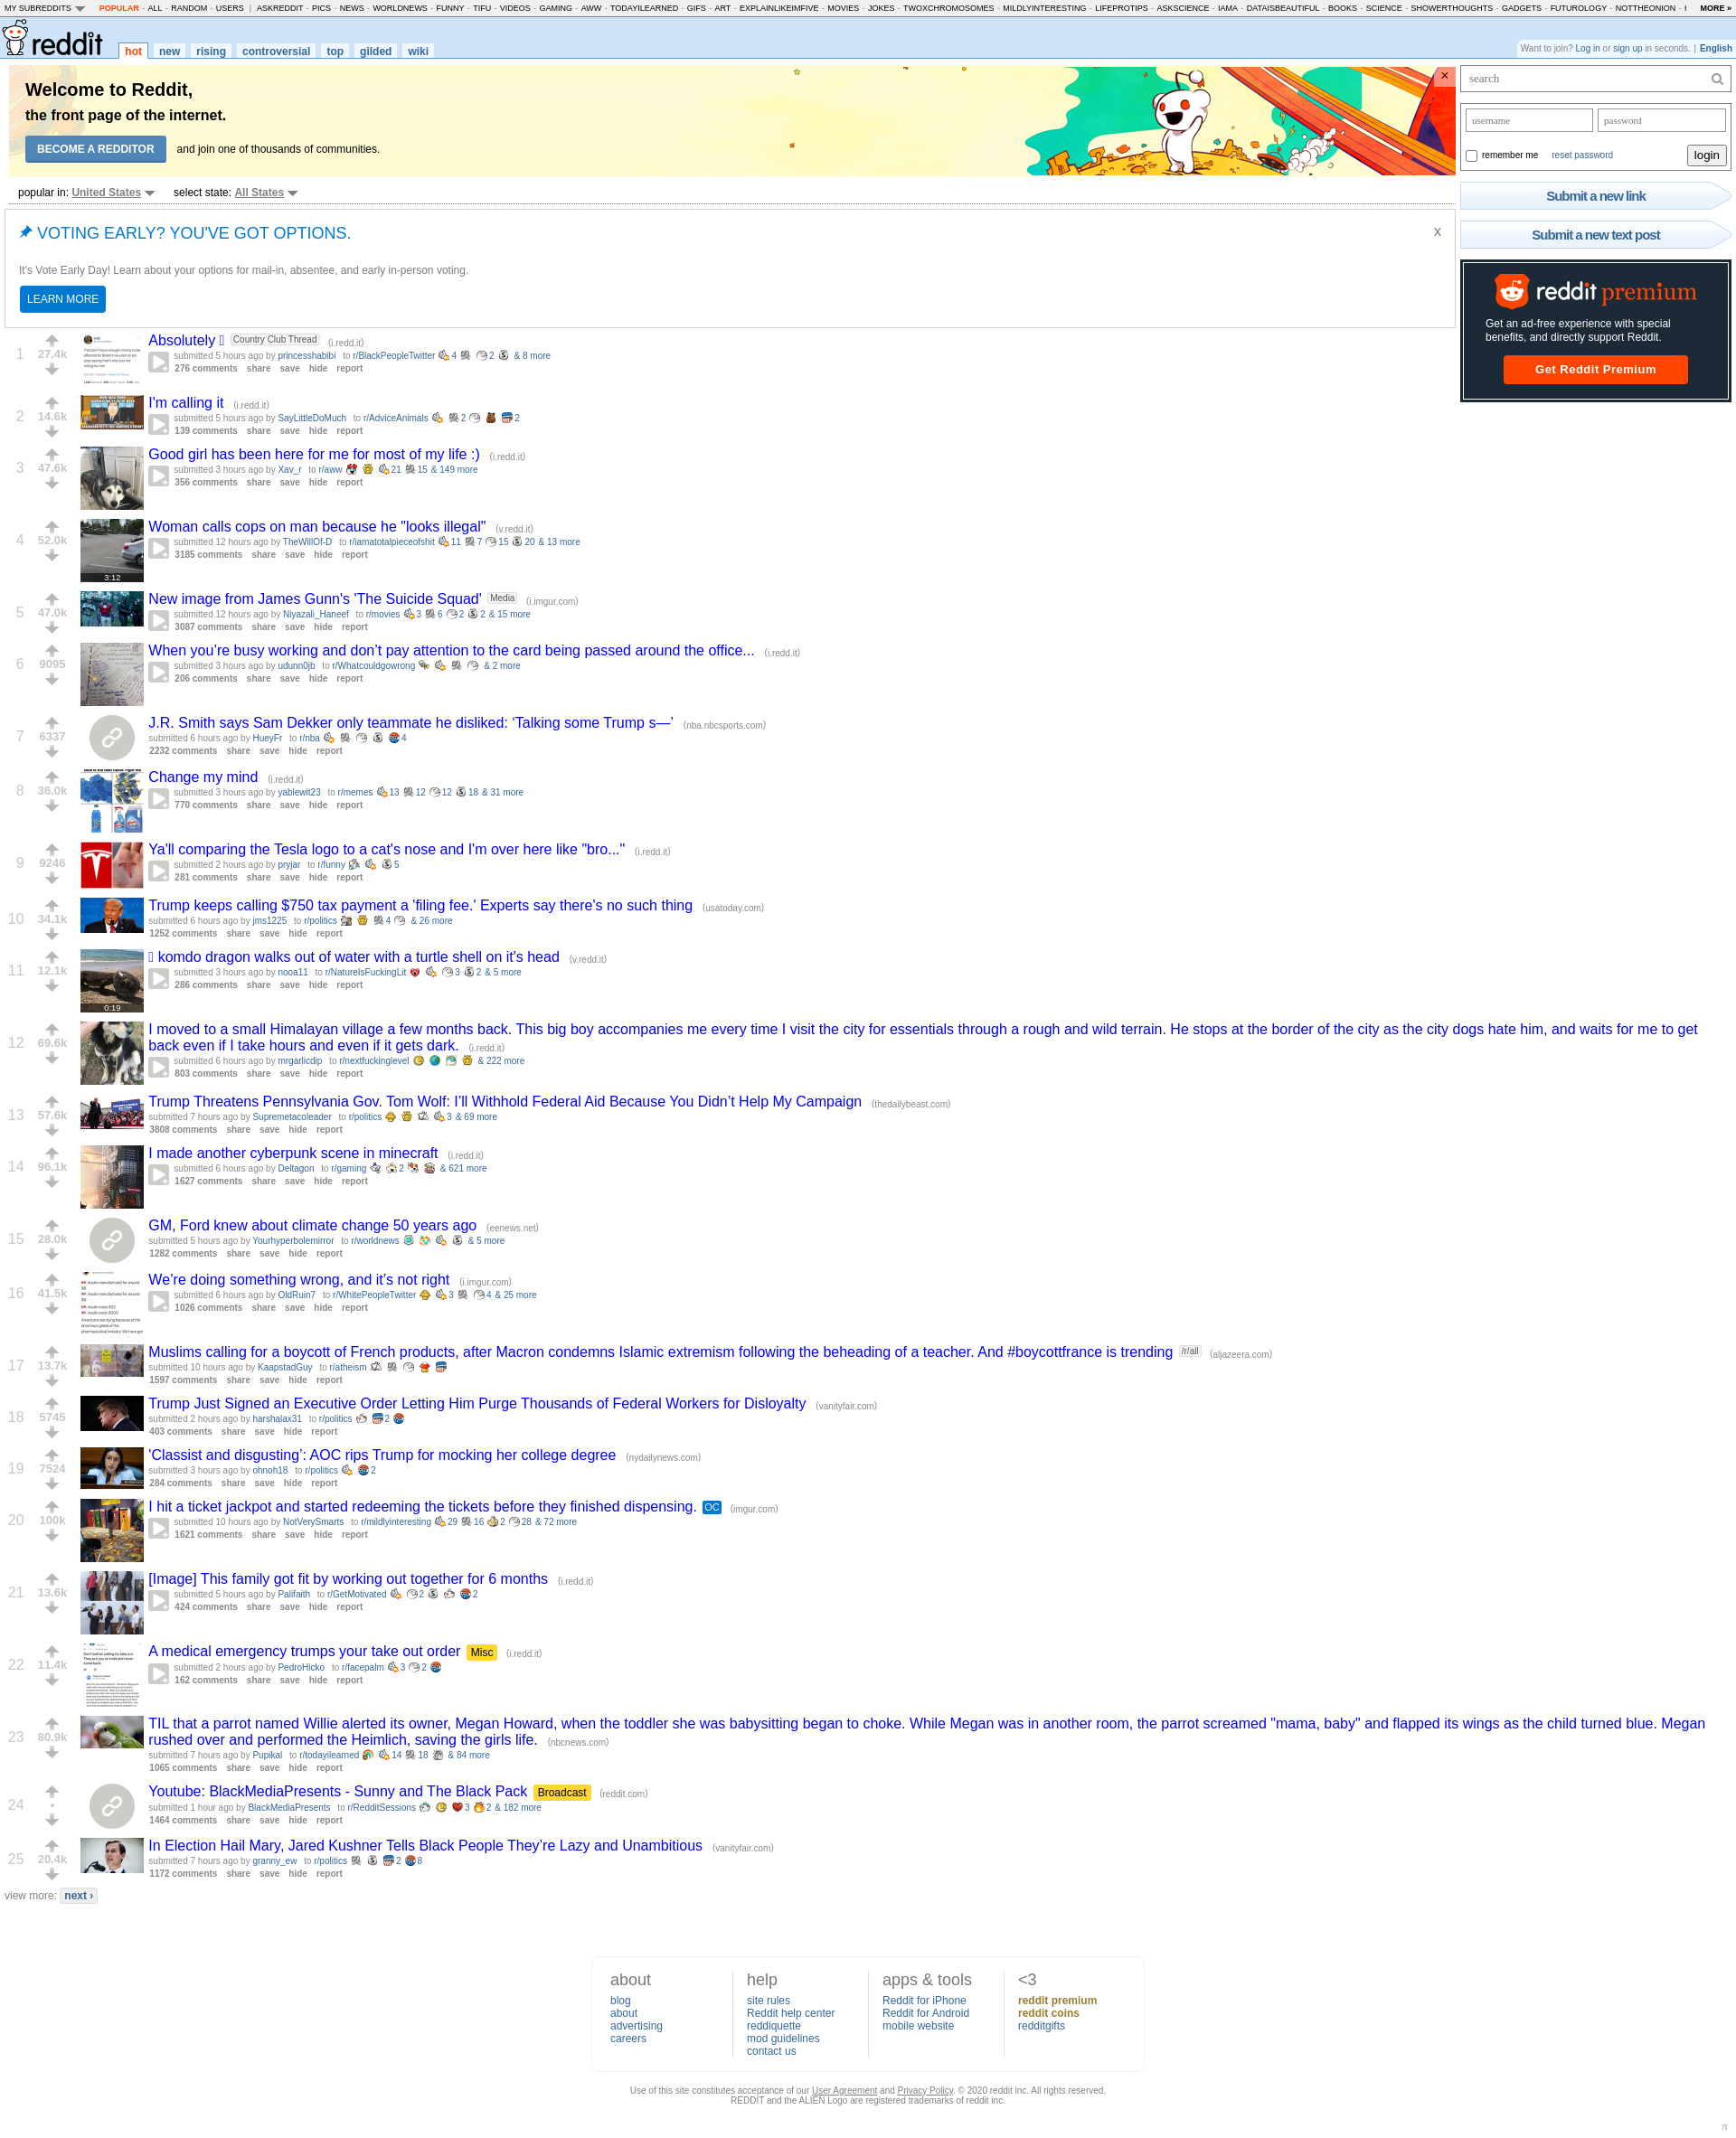 MY SUBREDDITS POPULAR - ALL - RANDOM - USERS | ASKREDDIT - PICS - NEWS - WORLDNEWS - FUNNY - TIFU - VIDEOS - GAMING - AWW - TODAYILEARNED - GIFS - ART - EXPLAINLIKEIMFIVE - MOVIES - JOKES - TWOXCHROMOSOMES - MILDLYINTERESTING - LIFEPROTIPS - ASKSCIENCE - IAMA - DATAISBEAUTIFUL - BOOKS - SCIENCE - SHOWERTHOUGHTS - GADGETS - FUTUROLOGY - NOTTHEONION - I MORE »
reddit hot new rising controversial top gilded wiki
Want to join? Log in or sign up in seconds. | English
Welcome to Reddit,
the front page of the internet.
BECOME A REDDITOR and join one of thousands of communities.
×
search
username password
remember me reset password login
Submit a new link
Submit a new text post
reddit premium
Get an ad-free experience with special
benefits, and directly support Reddit.
Get Reddit Premium
popular in: United States select state: All States
VOTING EARLY? YOU'VE GOT OPTIONS. X
It's Vote Early Day! Learn about your options for mail-in, absentee, and early in-person voting.
LEARN MORE
1 27.4k
Absolutely Country Club Thread (i.redd.it)
submitted 5 hours ago by princesshabibi to r/BlackPeopleTwitter 4 2 & 8 more
276 comments share save hide report
2 14.6k
I'm calling it (i.redd.it)
submitted 5 hours ago by SayLittleDoMuch to r/AdviceAnimals 2 2
139 comments share save hide report
3 47.6k
Good girl has been here for me for most of my life :) (i.redd.it)
submitted 3 hours ago by Xav_r to r/aww 21 15 & 149 more
356 comments share save hide report
4 52.0k
3:12
Woman calls cops on man because he "looks illegal" (v.redd.it)
submitted 12 hours ago by TheWillOf-D to r/iamatotalpieceofshit 11 7 15 20 & 13 more
3185 comments share save hide report
5 47.0k
New image from James Gunn's 'The Suicide Squad' Media (i.imgur.com)
submitted 12 hours ago by Niyazali_Haneef to r/movies 3 6 2 2 & 15 more
3087 comments share save hide report
6 9095
When you’re busy working and don’t pay attention to the card being passed around the office... (i.redd.it)
submitted 3 hours ago by udunn0jb to r/Whatcouldgowrong & 2 more
206 comments share save hide report
7 6337
J.R. Smith says Sam Dekker only teammate he disliked: ‘Talking some Trump s—’ (nba.nbcsports.com)
submitted 6 hours ago by HueyFr to r/nba 4
2232 comments share save hide report
8 36.0k
Change my mind (i.redd.it)
submitted 3 hours ago by yablewit23 to r/memes 13 12 12 18 & 31 more
770 comments share save hide report
9 9246
Ya'll comparing the Tesla logo to a cat's nose and I'm over here like "bro..." (i.redd.it)
submitted 2 hours ago by pryjar to r/funny 5
281 comments share save hide report
10 34.1k
Trump keeps calling $750 tax payment a 'filing fee.' Experts say there's no such thing (usatoday.com)
submitted 6 hours ago by jms1225 to r/politics 4 & 26 more
1252 comments share save hide report
11 12.1k
0:19
komdo dragon walks out of water with a turtle shell on it's head (v.redd.it)
submitted 3 hours ago by nooa11 to r/NatureIsFuckingLit 3 2 & 5 more
286 comments share save hide report
12 69.6k
I moved to a small Himalayan village a few months back. This big boy accompanies me every time I visit the city for essentials through a rough and wild terrain. He stops at the border of the city as the city dogs hate him, and waits for me to get
back even if I take hours and even if it gets dark. (i.redd.it)
submitted 6 hours ago by mrgarlicdip to r/nextfuckinglevel & 222 more
803 comments share save hide report
13 57.6k
Trump Threatens Pennsylvania Gov. Tom Wolf: I’ll Withhold Federal Aid Because You Didn’t Help My Campaign (thedailybeast.com)
submitted 7 hours ago by Supremetacoleader to r/politics 3 & 69 more
3808 comments share save hide report
14 96.1k
I made another cyberpunk scene in minecraft (i.redd.it)
submitted 6 hours ago by Deltagon to r/gaming 2 & 621 more
1627 comments share save hide report
15 28.0k
GM, Ford knew about climate change 50 years ago (eenews.net)
submitted 5 hours ago by Yourhyperbolemirror to r/worldnews & 5 more
1282 comments share save hide report
16 41.5k
We’re doing something wrong, and it’s not right (i.imgur.com)
submitted 6 hours ago by OldRuin7 to r/WhitePeopleTwitter 3 4 & 25 more
1026 comments share save hide report
17 13.7k
Muslims calling for a boycott of French products, after Macron condemns Islamic extremism following the beheading of a teacher. And #boycottfrance is trending /r/all (aljazeera.com)
submitted 10 hours ago by KaapstadGuy to r/atheism
1597 comments share save hide report
18 5745
Trump Just Signed an Executive Order Letting Him Purge Thousands of Federal Workers for Disloyalty (vanityfair.com)
submitted 2 hours ago by harshalax31 to r/politics 2
403 comments share save hide report
19 7524
'Classist and disgusting’: AOC rips Trump for mocking her college degree (nydailynews.com)
submitted 3 hours ago by ohnoh18 to r/politics 2
284 comments share save hide report
20 100k
I hit a ticket jackpot and started redeeming the tickets before they finished dispensing. OC (imgur.com)
submitted 10 hours ago by NotVerySmarts to r/mildlyinteresting 29 16 2 28 & 72 more
1621 comments share save hide report
21 13.6k
[Image] This family got fit by working out together for 6 months (i.redd.it)
submitted 5 hours ago by Palifaith to r/GetMotivated 2 2
424 comments share save hide report
22 11.4k
A medical emergency trumps your take out order Misc (i.redd.it)
submitted 2 hours ago by PedroHicko to r/facepalm 3 2
162 comments share save hide report
23 80.9k
TIL that a parrot named Willie alerted its owner, Megan Howard, when the toddler she was babysitting began to choke. While Megan was in another room, the parrot screamed "mama, baby" and flapped its wings as the child turned blue. Megan
rushed over and performed the Heimlich, saving the girls life. (nbcnews.com)
submitted 7 hours ago by Pupikal to r/todayilearned 14 18 & 84 more
1065 comments share save hide report
24 •
Youtube: BlackMediaPresents - Sunny and The Black Pack Broadcast (reddit.com)
submitted 1 hour ago by BlackMediaPresents to r/RedditSessions 3 2 & 182 more
1464 comments share save hide report
25 20.4k
In Election Hail Mary, Jared Kushner Tells Black People They’re Lazy and Unambitious (vanityfair.com)
submitted 7 hours ago by granny_ew to r/politics 2 8
1172 comments share save hide report
view more: next ›
about
blog
about
advertising
careers
help
site rules
Reddit help center
reddiquette
mod guidelines
contact us
apps & tools
Reddit for iPhone
Reddit for Android
mobile website
<3
reddit premium
reddit coins
redditgifts
Use of this site constitutes acceptance of our User Agreement and Privacy Policy. © 2020 reddit inc. All rights reserved.
REDDIT and the ALIEN Logo are registered trademarks of reddit inc.
π